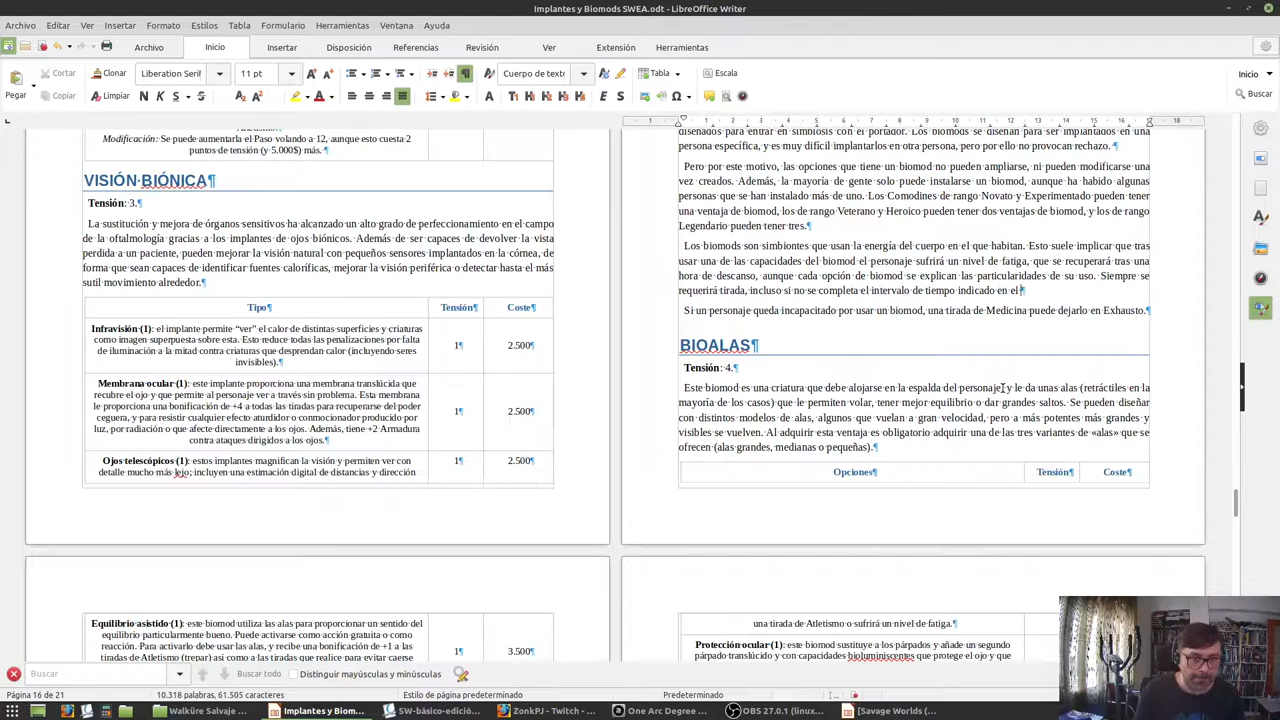 Implantes y Biomods SWEA.odt - LibreOffice Writer
Archivo Editar Ver Insertar Formato Estilos Tabla Formulario Herramientas Ventana Ayuda
Archivo Inicio Insertar Disposición Referencias Revisión Ver Extensión Herramientas
Cortar Clonar Liberation Serif 11 pt Cuerpo de texto Tabla Escala Inicio
Pegar Copiar Limpiar Buscar
Modificación: Se puede aumentarla el Paso volando a 12, aunque esto cuesta 2
puntos de tensión (y 5.000$) más.
VISIÓN BIÓNICA¶
Tensión: 3.¶
La sustitución y mejora de órganos sensitivos ha alcanzado un alto grado de perfeccionamiento en el campo
de la oftalmología gracias a los implantes de ojos biónicos. Además de ser capaces de devolver la vista
perdida a un paciente, pueden mejorar la visión natural con pequeños sensores implantados en la córnea, de
forma que sean capaces de identificar fuentes caloríficas, mejorar la visión periférica o detectar hasta el más
sutil movimiento alrededor.¶
Tipo¶ Tensión¶ Coste¶
Infravisión (1): el implante permite “ver” el calor de distintas superficies y criaturas
como imagen superpuesta sobre esta. Esto reduce todas las penalizaciones por falta
de iluminación a la mitad contra criaturas que desprendan calor (incluyendo seres
invisibles).¶
1¶ 2.500¶
Membrana ocular (1): este implante proporciona una membrana translúcida que
recubre el ojo y que permite al personaje ver a través sin problema. Esta membrana
le proporciona una bonificación de +4 a todas las tiradas para recuperarse del poder
ceguera, y para resistir cualquier efecto aturdido o conmocionado producido por
luz, por radiación o que afecte directamente a los ojos. Además, tiene +2 Armadura
contra ataques dirigidos a los ojos.¶
1¶ 2.500¶
Ojos telescópicos (1): estos implantes magnifican la visión y permiten ver con
detalle mucho más lejo; incluyen una estimación digital de distancias y dirección
1¶ 2.500¶
Equilibrio asistido (1): este biomod utiliza las alas para proporcionar un sentido del
equilibrio particularmente bueno. Puede activarse como acción gratuita o como
reacción. Para activarlo debe usar las alas, y recibe una bonificación de +1 a las
tiradas de Atletismo (trepar) así como a las tiradas que realice para evitar caerse
1¶ 3.500¶
diseñados para entrar en simbiosis con el portador. Los biomods se diseñan para ser implantados en una
persona específica, y es muy difícil implantarlos en otra persona, pero por ello no provocan rechazo. ¶
Pero por este motivo, las opciones que tiene un biomod no pueden ampliarse, ni pueden modificarse una
vez creados. Además, la mayoría de gente solo puede instalarse un biomod, aunque ha habido algunas
personas que se han instalado más de uno. Los Comodines de rango Novato y Experimentado pueden tener
una ventaja de biomod, los de rango Veterano y Heroico pueden tener dos ventajas de biomod, y los de rango
Legendario pueden tener tres.¶
Los biomods son simbiontes que usan la energía del cuerpo en el que habitan. Esto suele implicar que tras
usar una de las capacidades del biomod el personaje sufrirá un nivel de fatiga, que se recuperará tras una
hora de descanso, aunque cada opción de biomod se explican las particularidades de su uso. Siempre se
requerirá tirada, incluso si no se completa el intervalo de tiempo indicado en el¶
Si un personaje queda incapacitado por usar un biomod, una tirada de Medicina puede dejarlo en Exhausto.¶
BIOALAS¶
Tensión: 4.¶
Este biomod es una criatura que debe alojarse en la espalda del personaje y le da unas alas (retráctiles en la
mayoría de los casos) que le permiten volar, tener mejor equilibrio o dar grandes saltos. Se pueden diseñar
con distintos modelos de alas, algunos que vuelan a gran velocidad, pero a más potentes más grandes y
visibles se vuelven. Al adquirir esta ventaja es obligatorio adquirir una de las tres variantes de «alas» que se
ofrecen (alas grandes, medianas o pequeñas).¶
Opciones¶ Tensión¶ Coste¶
una tirada de Atletismo o sufrirá un nivel de fatiga.¶
Protección ocular (1): este biomod sustituye a los párpados y añade un segundo
párpado translúcido y con capacidades bioluminiscentes que protege el ojo y que
Buscar Buscar todo Distinguir mayúsculas y minúsculas
Página 16 de 21 10.318 palabras, 61.505 caracteres Estilo de página predeterminado Predeterminado
Walküre Salvaje Implantes y Biom... SW-básico-edició... ZonkPJ - Twitch - ... One Arc Degree ... OBS 27.0.1 (linux... [Savage Worlds (...